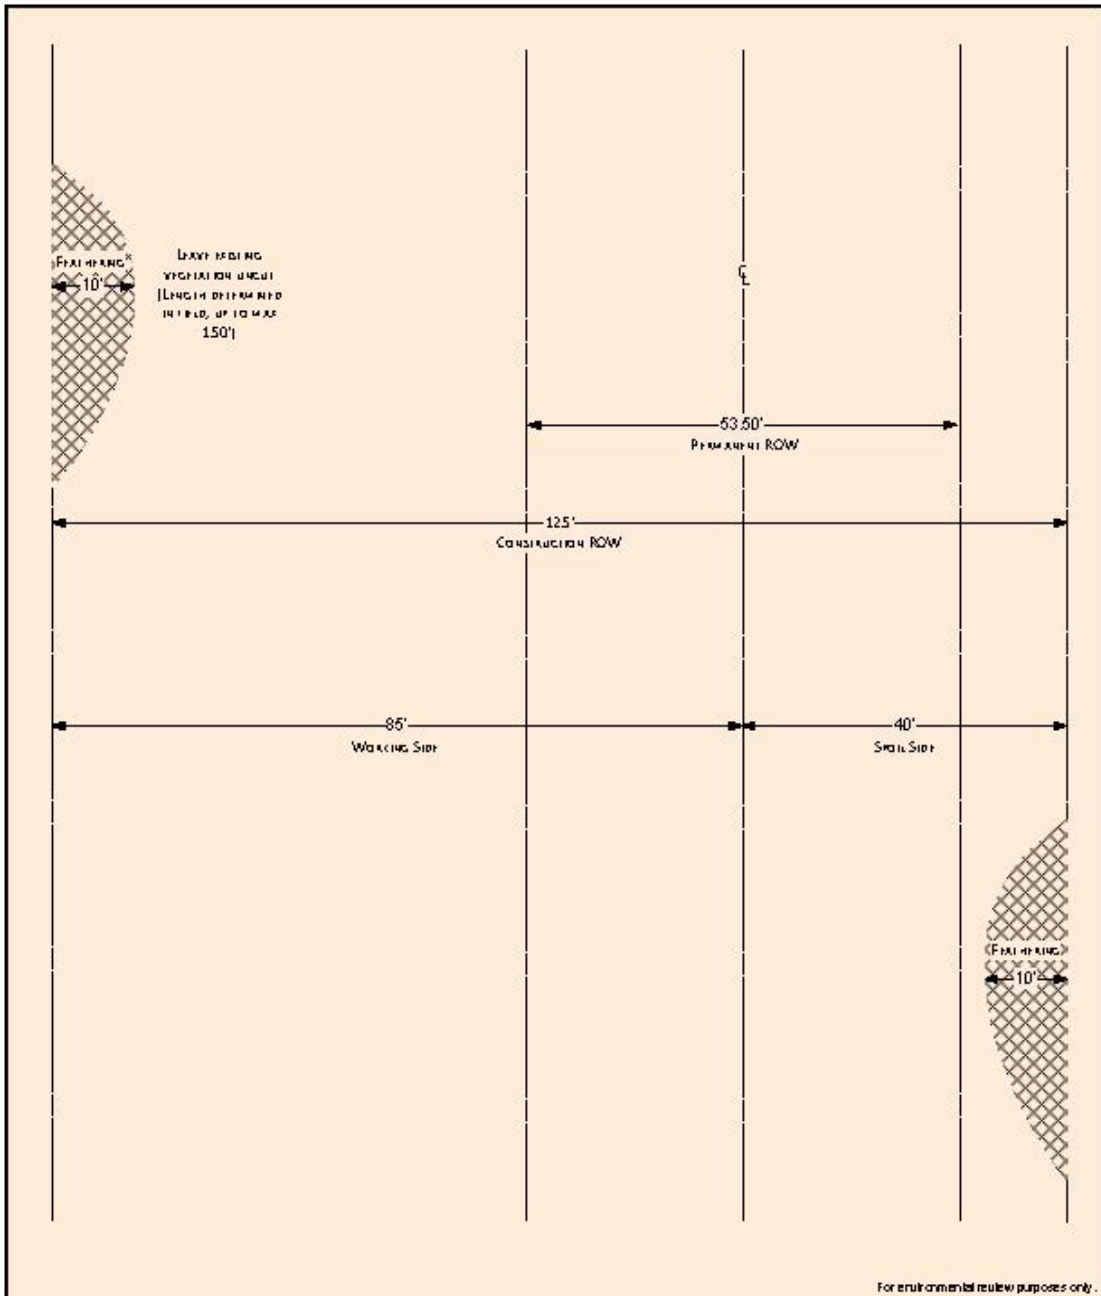 FEATHERING
10'
LEAVE EXISTING
VEGETATION UNCUT
(LENGTH DETERMINED
IN FIELD, UP TO MAX
150')
℄
53.50'
PERMANENT ROW
125'
CONSTRUCTION ROW
85'
WORKING SIDE
40'
SPOIL SIDE
FEATHERING
10'
For environmental review purposes only.